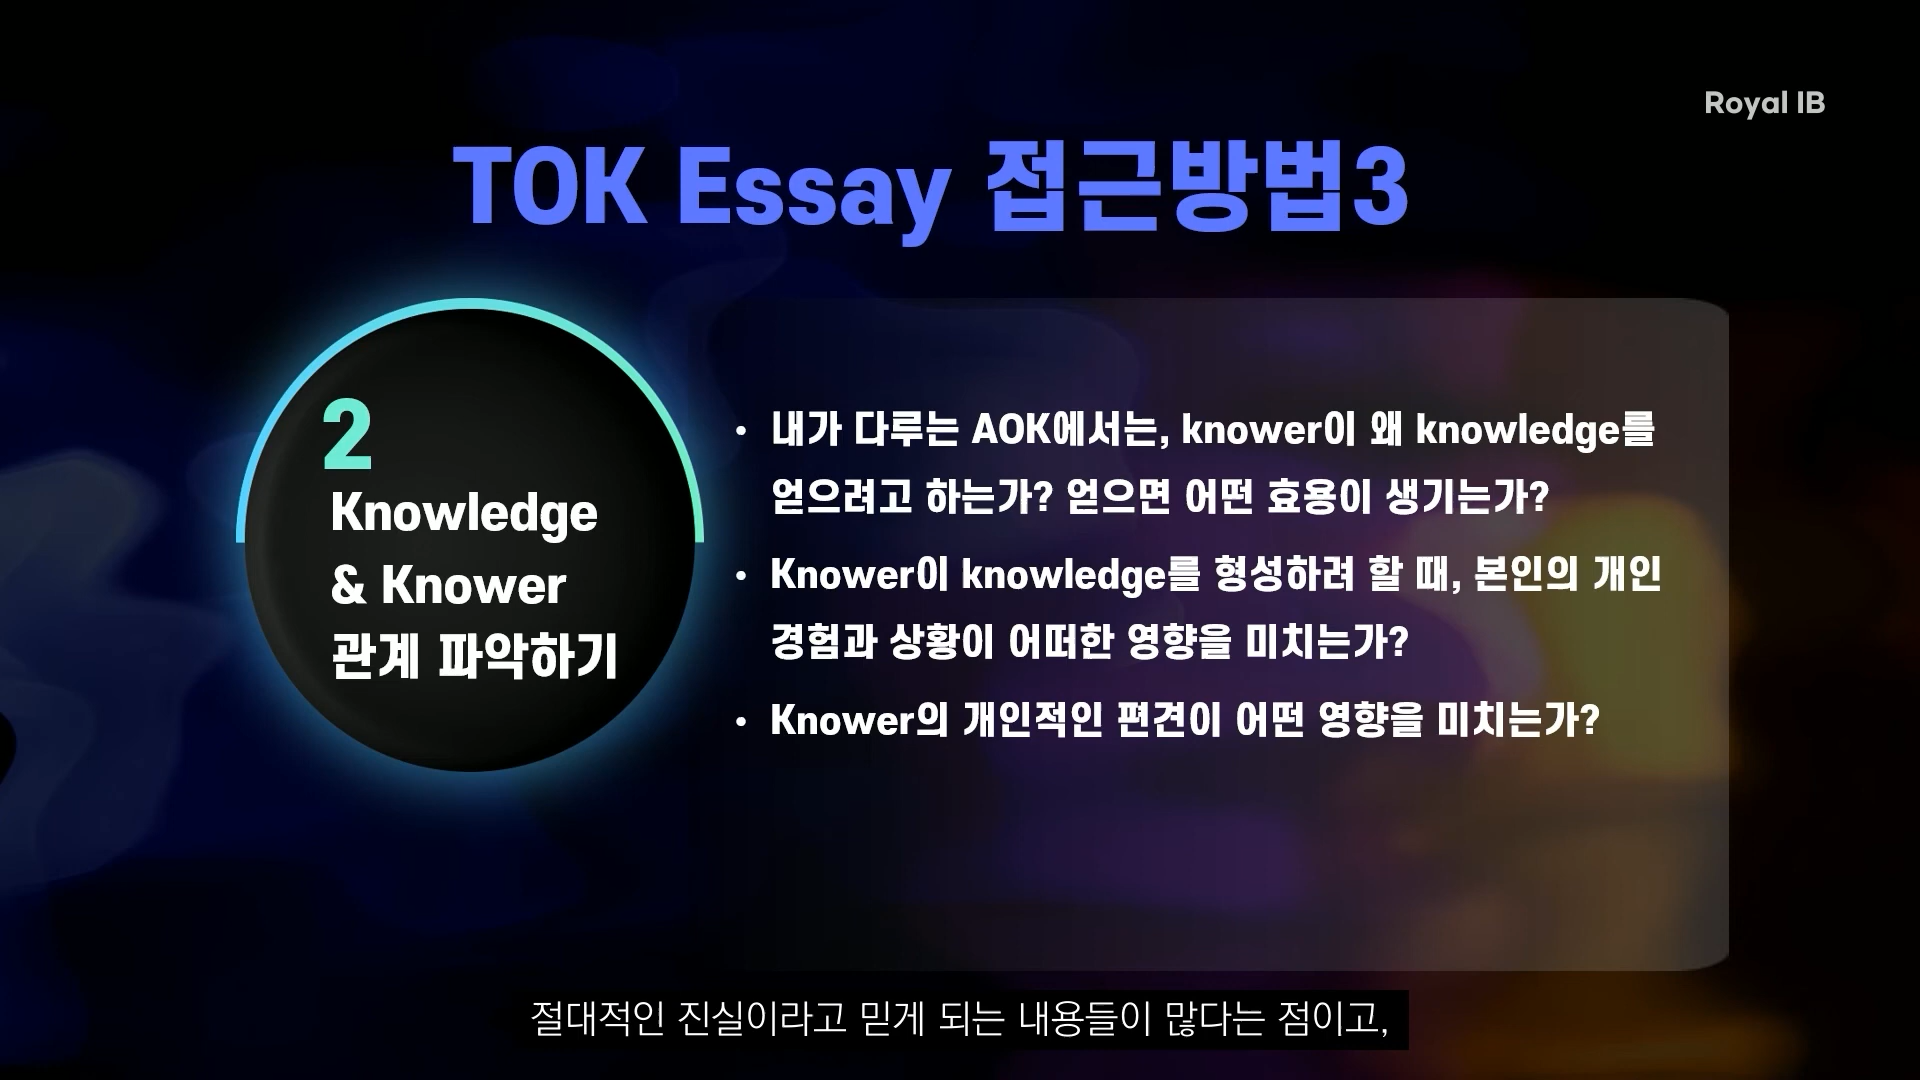 Royal IB
TOK Essay 접근방법3
2
Knowledge
& Knower
관계 파악하기
• 내가 다루는 AOK에서는, knower이 왜 knowledge를
얻으려고 하는가? 얻으면 어떤 효용이 생기는가?
• Knower이 knowledge를 형성하려 할 때, 본인의 개인
경험과 상황이 어떠한 영향을 미치는가?
• Knower의 개인적인 편견이 어떤 영향을 미치는가?
절대적인 진실이라고 믿게 되는 내용들이 많다는 점이고,